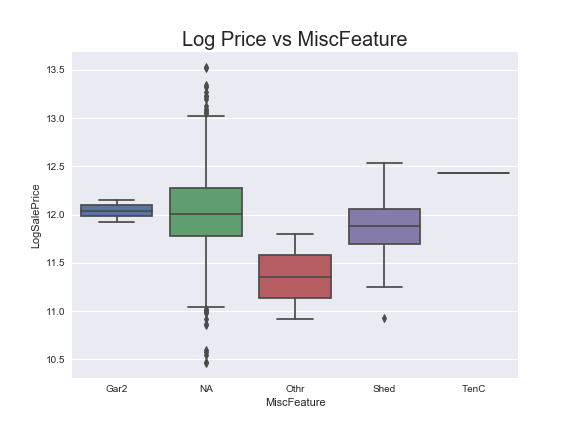 Log Price vs MiscFeature
13.5
13.0
12.5
12.0
11.5
11.0
10.5
LogSalePrice
Gar2 NA Othr Shed TenC
MiscFeature